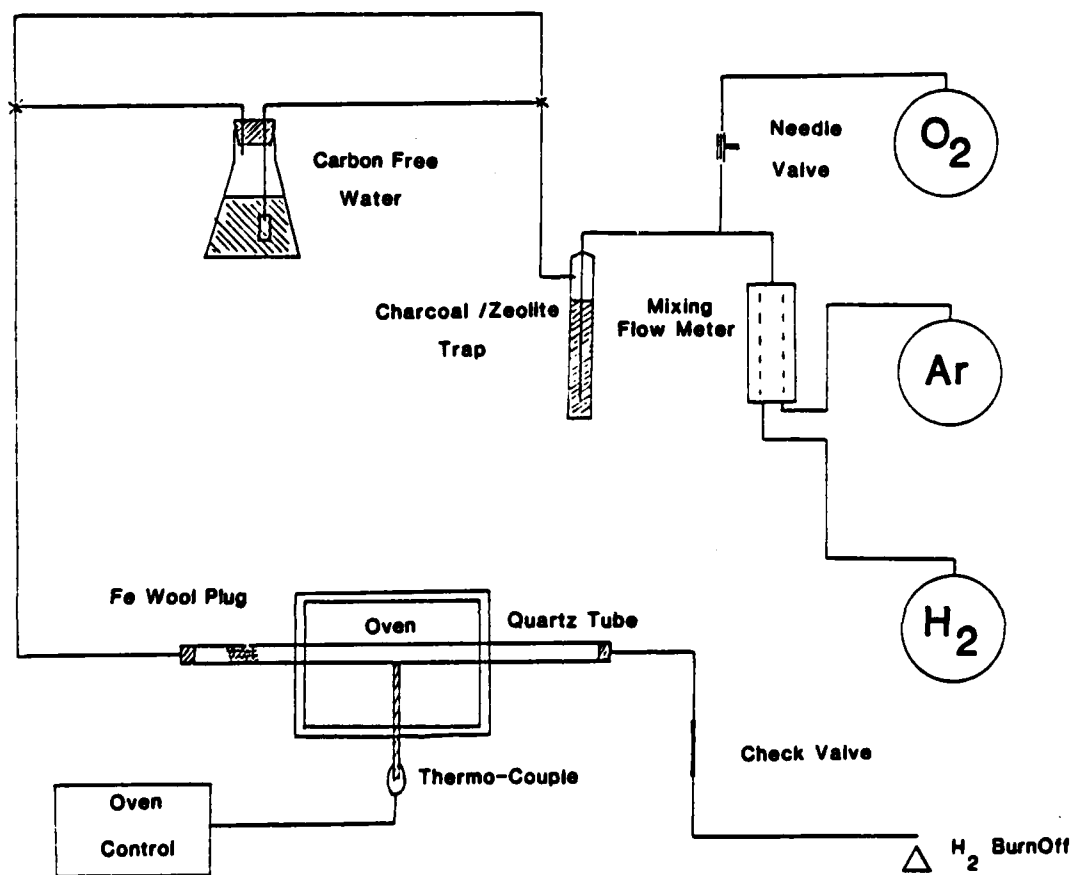 O2
Needle
Valve
Carbon Free
Water
Charcoal /Zeolite
Trap
Mixing
Flow Meter
Ar
H2
Fe Wool Plug
Oven
Quartz Tube
Thermo-Couple
Check Valve
Oven
Control
H2 BurnOff